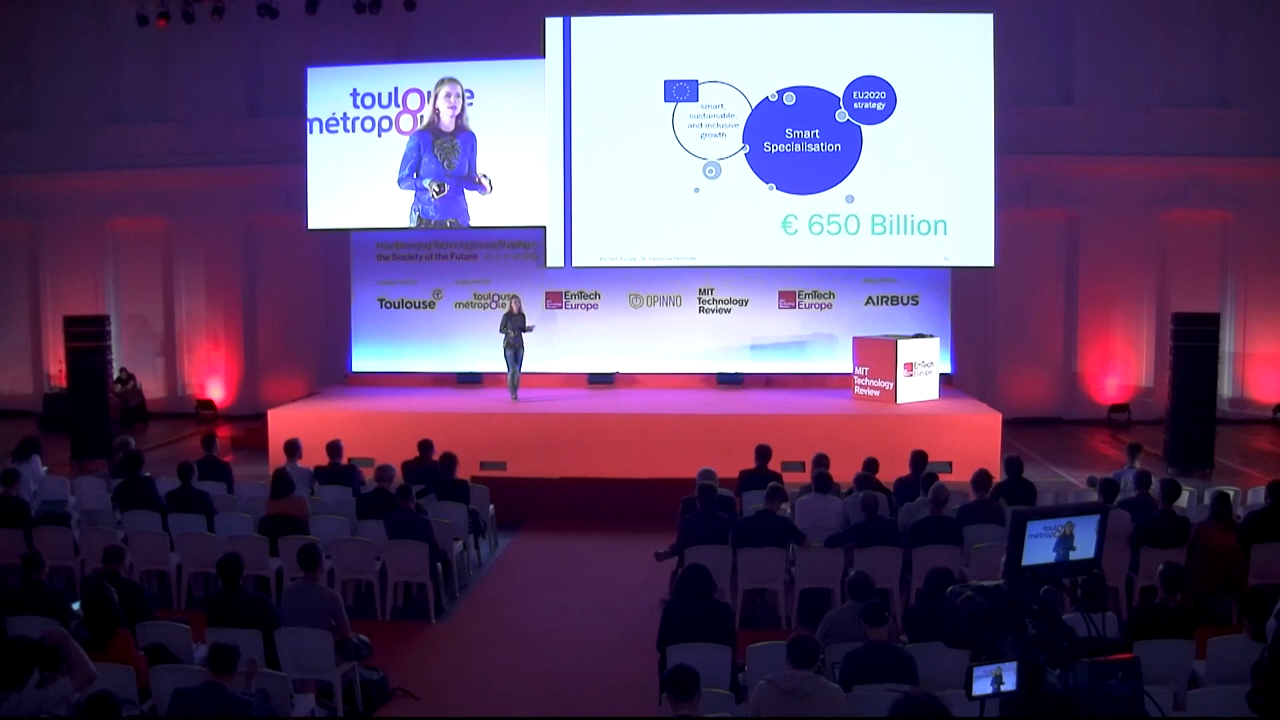 toulouse
métropole
smart,
sustainable,
and inclusive
growth
Smart
Specialisation
EU2020
strategy
€ 650 Billion
How Emerging Technologies are Shaping
the Society of the Future
Toulouse
toulouse
métropole
EmTech
Europe
OPINNO
MIT
Technology
Review
EmTech
Europe
AIRBUS
MIT
Technology
Review
EmTech
Europe
toulouse
métropole